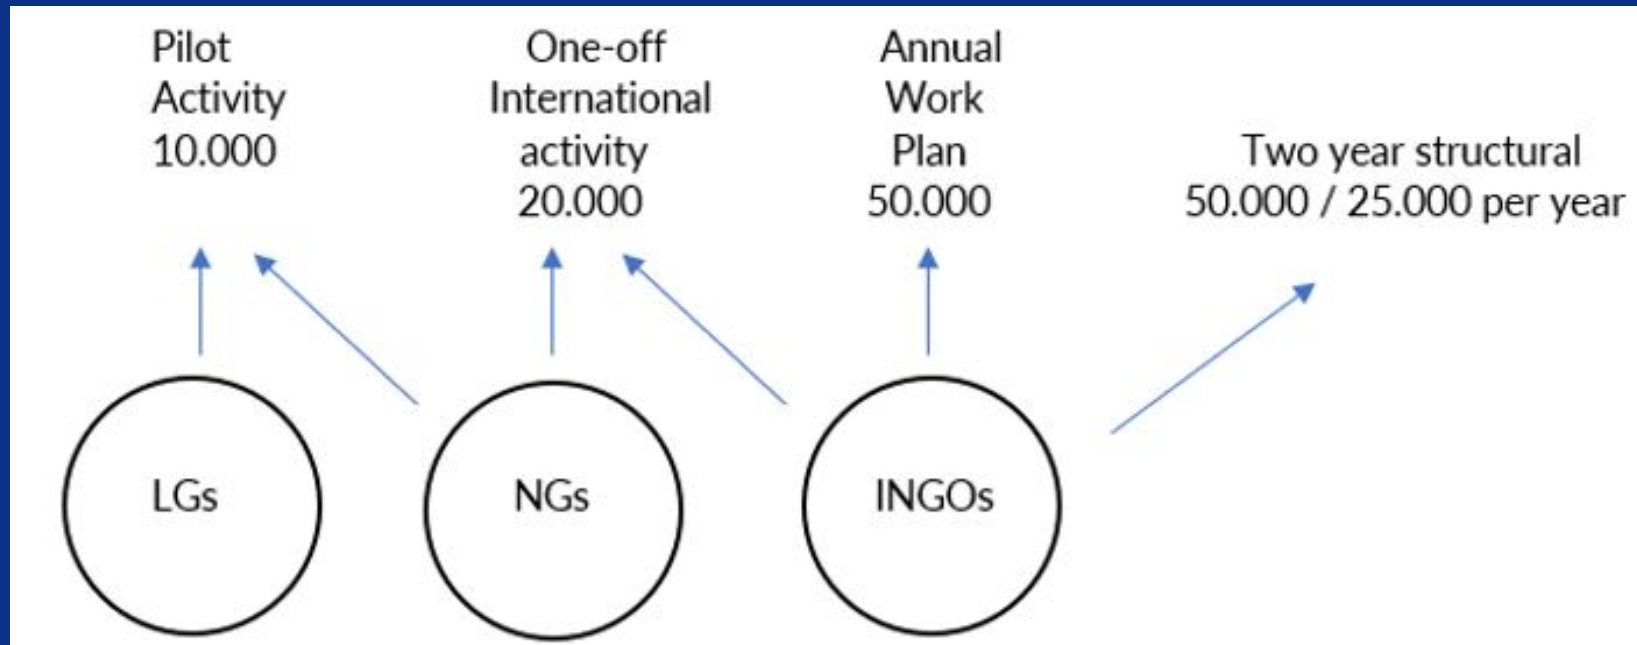 Pilot
Activity
10.000
One-off
International
activity
20.000
Annual
Work
Plan
50.000
Two year structural
50.000 / 25.000 per year
LGs
NGs
INGOs